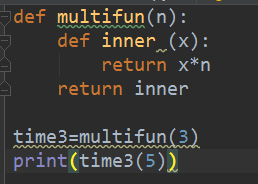 def multifun(n):
    def inner (x):
        return x*n
    return inner

time3=multifun(3)
print(time3(5))